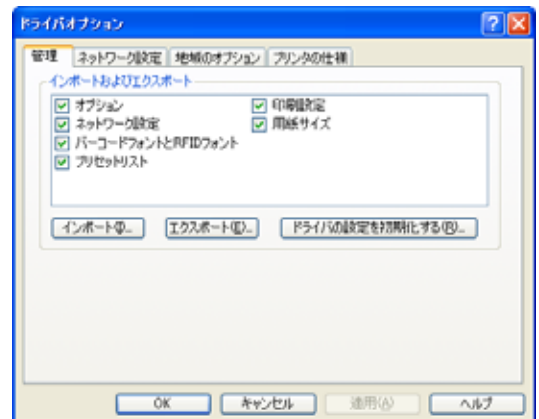 ドライバオプション
管理 ネットワーク設定 地域のオプション プリンタの仕様
インポートおよびエクスポート
オプション 印刷設定
ネットワーク設定 用紙サイズ
バーコードフォントとRFIDフォント
プリセットリスト
インポート(I)... エクスポート(E)... ドライバの設定を初期化する(R)...
OK キャンセル 適用(A) ヘルプ